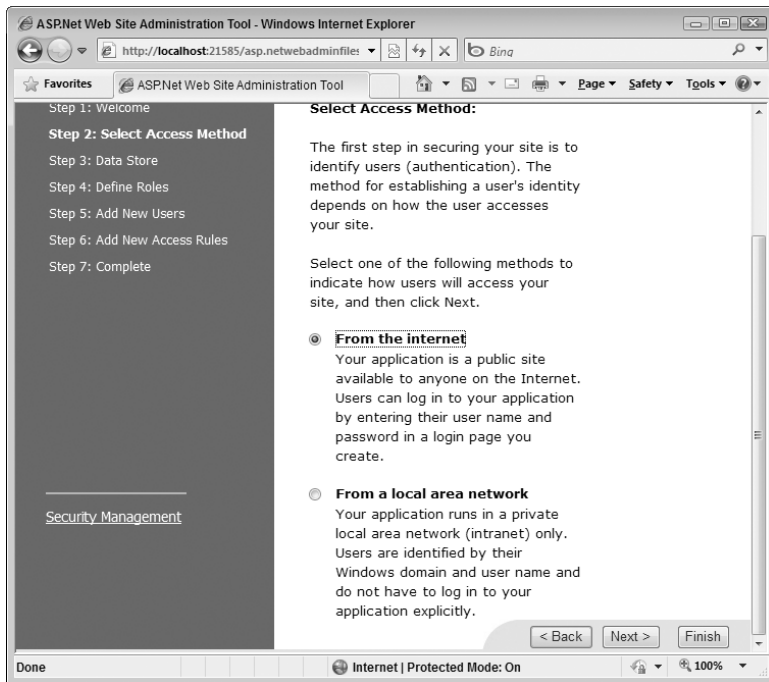 ASP.Net Web Site Administration Tool - Windows Internet Explorer
http://localhost:21585/asp.netwebadminfiles
Bing
Favorites
ASP.Net Web Site Administration Tool
Page
Safety
Tools
Step 1: Welcome
Step 2: Select Access Method
Step 3: Data Store
Step 4: Define Roles
Step 5: Add New Users
Step 6: Add New Access Rules
Step 7: Complete
Security Management
Select Access Method:
The first step in securing your site is to
identify users (authentication). The
method for establishing a user's identity
depends on how the user accesses
your site.
Select one of the following methods to
indicate how users will access your
site, and then click Next.
From the internet
Your application is a public site
available to anyone on the Internet.
Users can log in to your application
by entering their user name and
password in a login page you
create.
From a local area network
Your application runs in a private
local area network (intranet) only.
Users are identified by their
Windows domain and user name and
do not have to log in to your
application explicitly.
< Back
Next >
Finish
Done
Internet | Protected Mode: On
100%